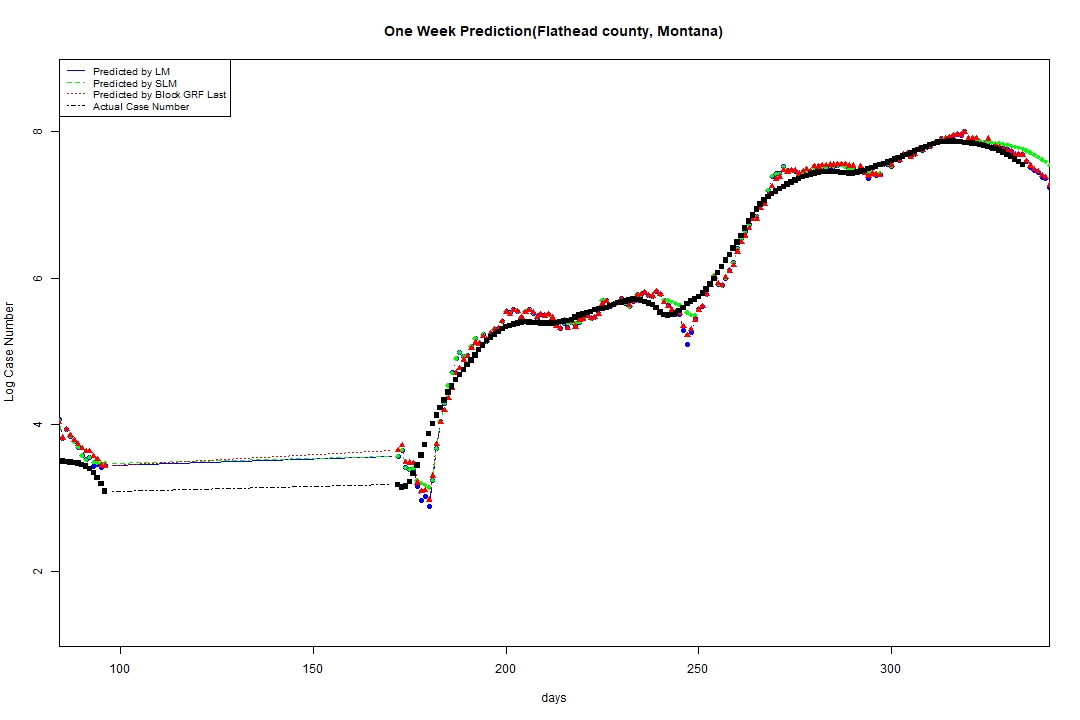 One Week Prediction(Flathead county, Montana)
Predicted by LM
Predicted by SLM
Predicted by Block GRF Last
Actual Case Number
8
6
4
2
Log Case Number
100 150 200 250 300
days